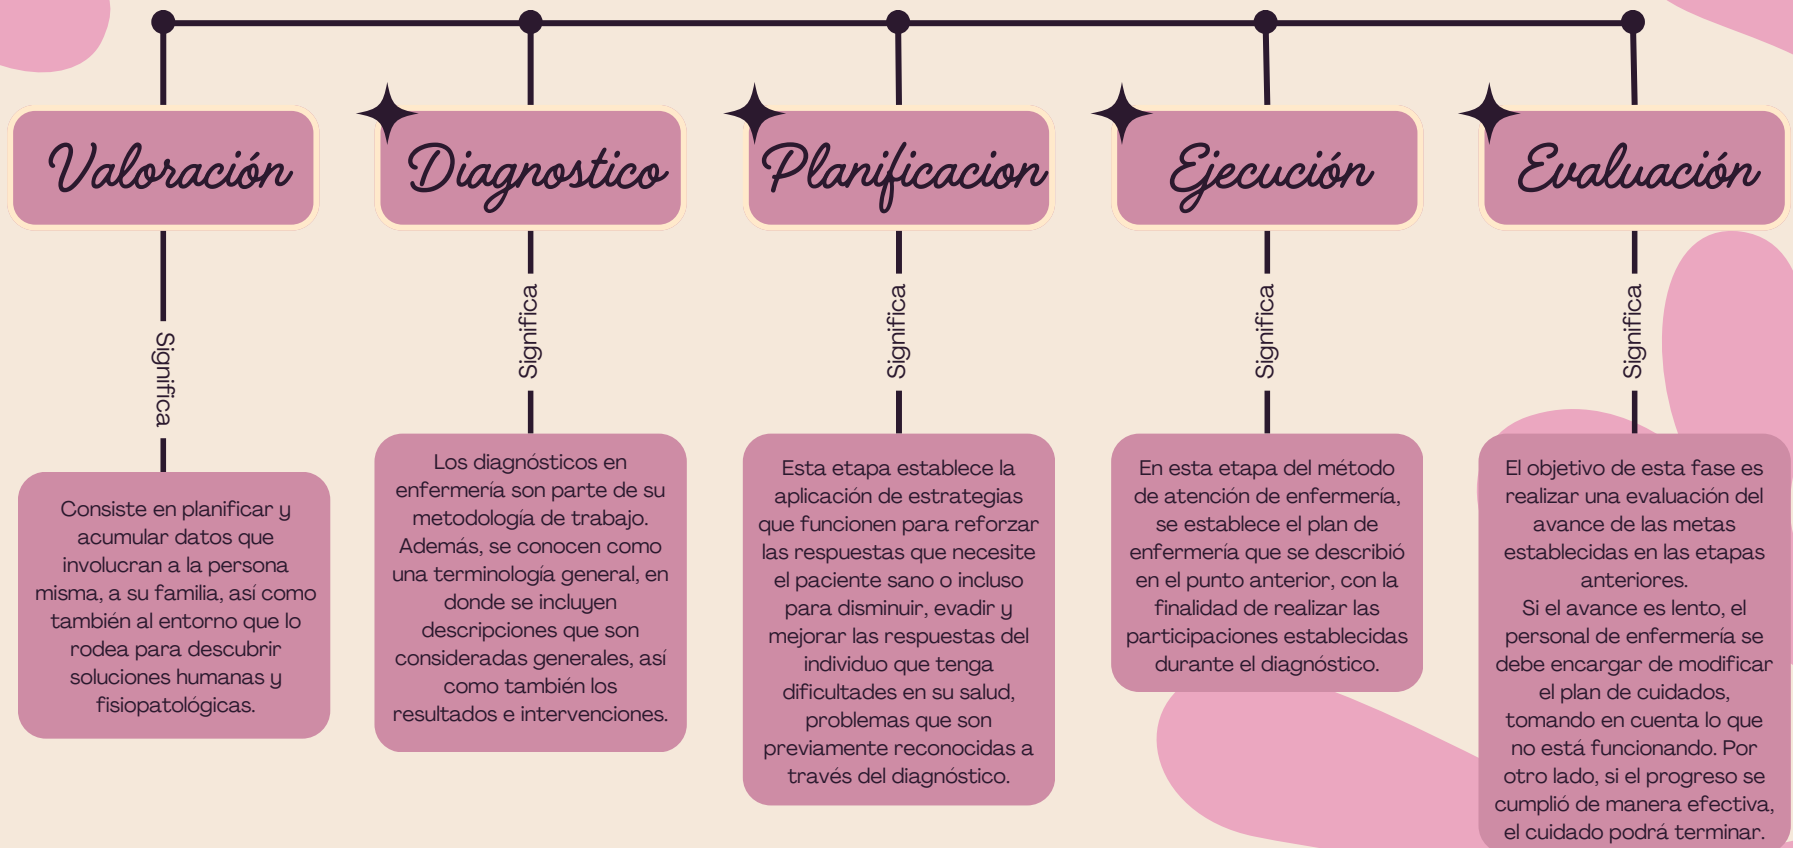 Valoración
Significa
Consiste en planificar y
acumular datos que
involucran a la persona
misma, a su familia, así como
también al entorno que lo
rodea para descubrir
soluciones humanas y
fisiopatológicas.
Diagnostico
Significa
Los diagnósticos en
enfermería son parte de su
metodología de trabajo.
Además, se conocen como
una terminología general, en
donde se incluyen
descripciones que son
consideradas generales, así
como también los
resultados e intervenciones.
Planificacion
Significa
Esta etapa establece la
aplicación de estrategias
que funcionen para reforzar
las respuestas que necesite
el paciente sano o incluso
para disminuir, evadir y
mejorar las respuestas del
individuo que tenga
dificultades en su salud,
problemas que son
previamente reconocidas a
través del diagnóstico.
Ejecución
Significa
En esta etapa del método
de atención de enfermería,
se establece el plan de
enfermería que se describió
en el punto anterior, con la
finalidad de realizar las
participaciones establecidas
durante el diagnóstico.
Evaluación
Significa
El objetivo de esta fase es
realizar una evaluación del
avance de las metas
establecidas en las etapas
anteriores.
Si el avance es lento, el
personal de enfermería se
debe encargar de modificar
el plan de cuidados,
tomando en cuenta lo que
no está funcionando. Por
otro lado, si el progreso se
cumplió de manera efectiva,
el cuidado podrá terminar.